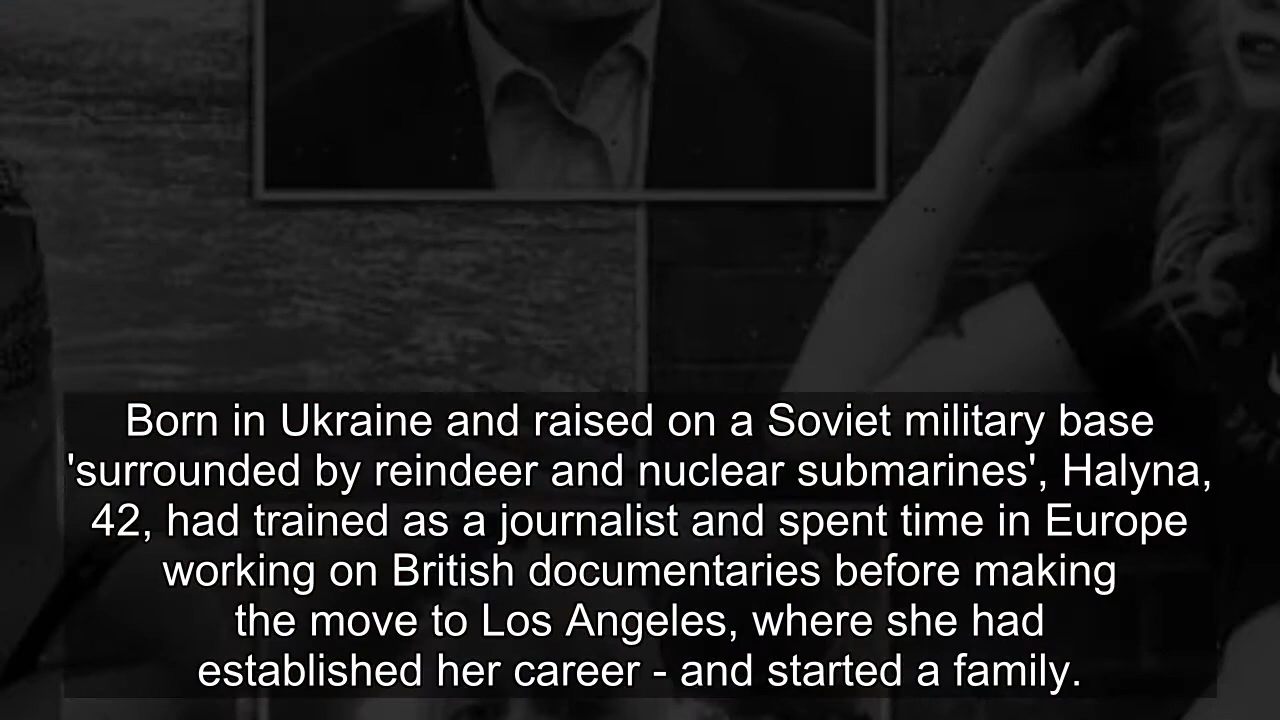 Born in Ukraine and raised on a Soviet military base
'surrounded by reindeer and nuclear submarines', Halyna,
42, had trained as a journalist and spent time in Europe
working on British documentaries before making
the move to Los Angeles, where she had
established her career - and started a family.